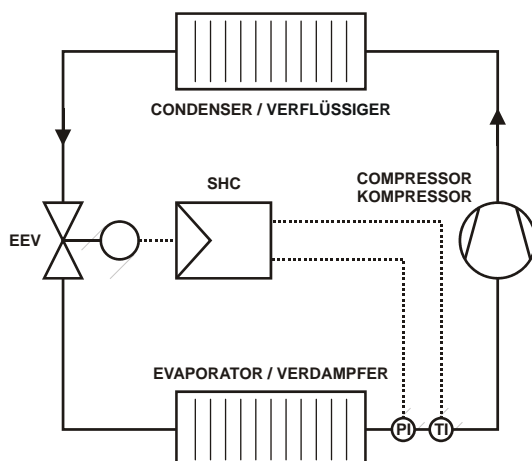 CONDENSER / VERFLÜSSIGER
COMPRESSOR
KOMPRESSOR
SHC
EEV
EVAPORATOR / VERDAMPFER
PI
TI